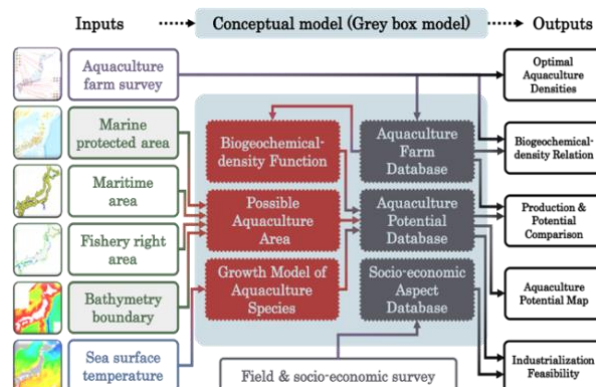 Inputs
Conceptual model (Grey box model)
Outputs
Aquaculture
farm survey
Marine
protected area
Maritime
area
Fishery right
area
Bathymetry
boundary
Sea surface
temperature
Biogeochemical-
density Function
Possible
Aquaculture
Area
Growth Model of
Aquaculture
Species
Aquaculture
Farm
Database
Aquaculture
Potential
Database
Socio-economic
Aspect
Database
Field & socio-economic survey
Optimal
Aquaculture
Densities
Biogeochemical
-density Relation
Production &
Potential
Comparison
Aquaculture
Potential Map
Industrialization
Feasibility